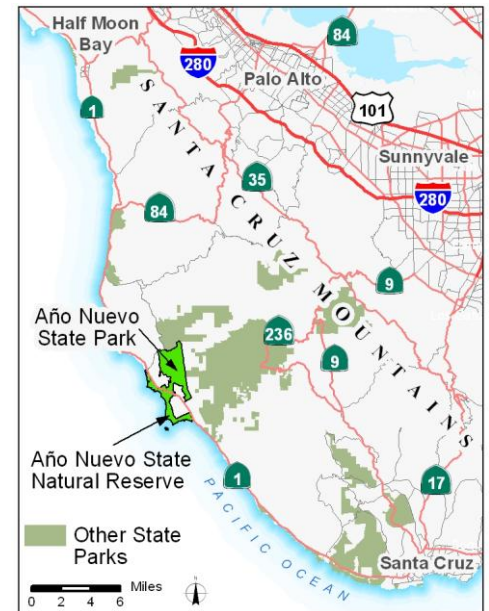 Half Moon
Bay
84
280
Palo Alto
1
101
SANTA CRUZ MOUNTAINS
Sunnyvale
35
280
84
9
Año Nuevo
State Park
236
9
Año Nuevo State
Natural Reserve
1
17
PACIFIC OCEAN
Other State
Parks
Santa Cruz
Miles
0 2 4 6